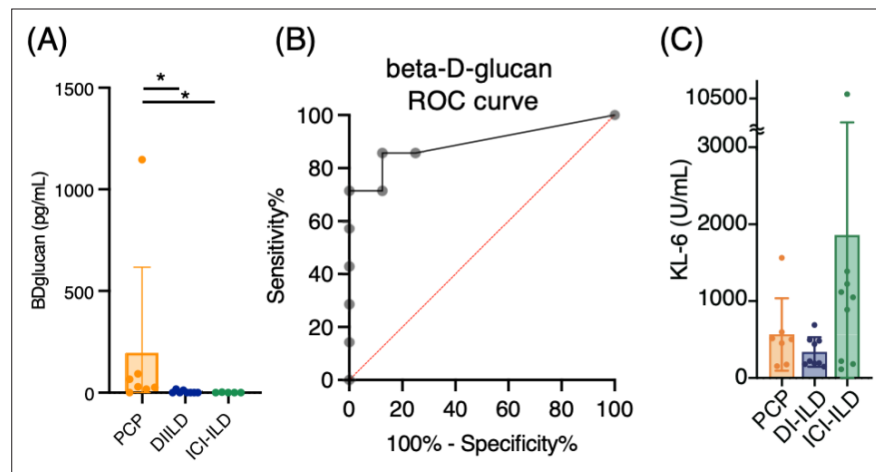 (A)
BDglucan (pg/mL)
1500
1000
500
0
*
*
PCP
DIILD
ICI-ILD
(B)
beta-D-glucan
ROC curve
Sensitivity%
100
80
60
40
20
0
0 20 40 60 80 100
100% - Specificity%
(C)
KL-6 (U/mL)
10500
3000
2000
1000
0
PCP
DI-ILD
ICI-ILD